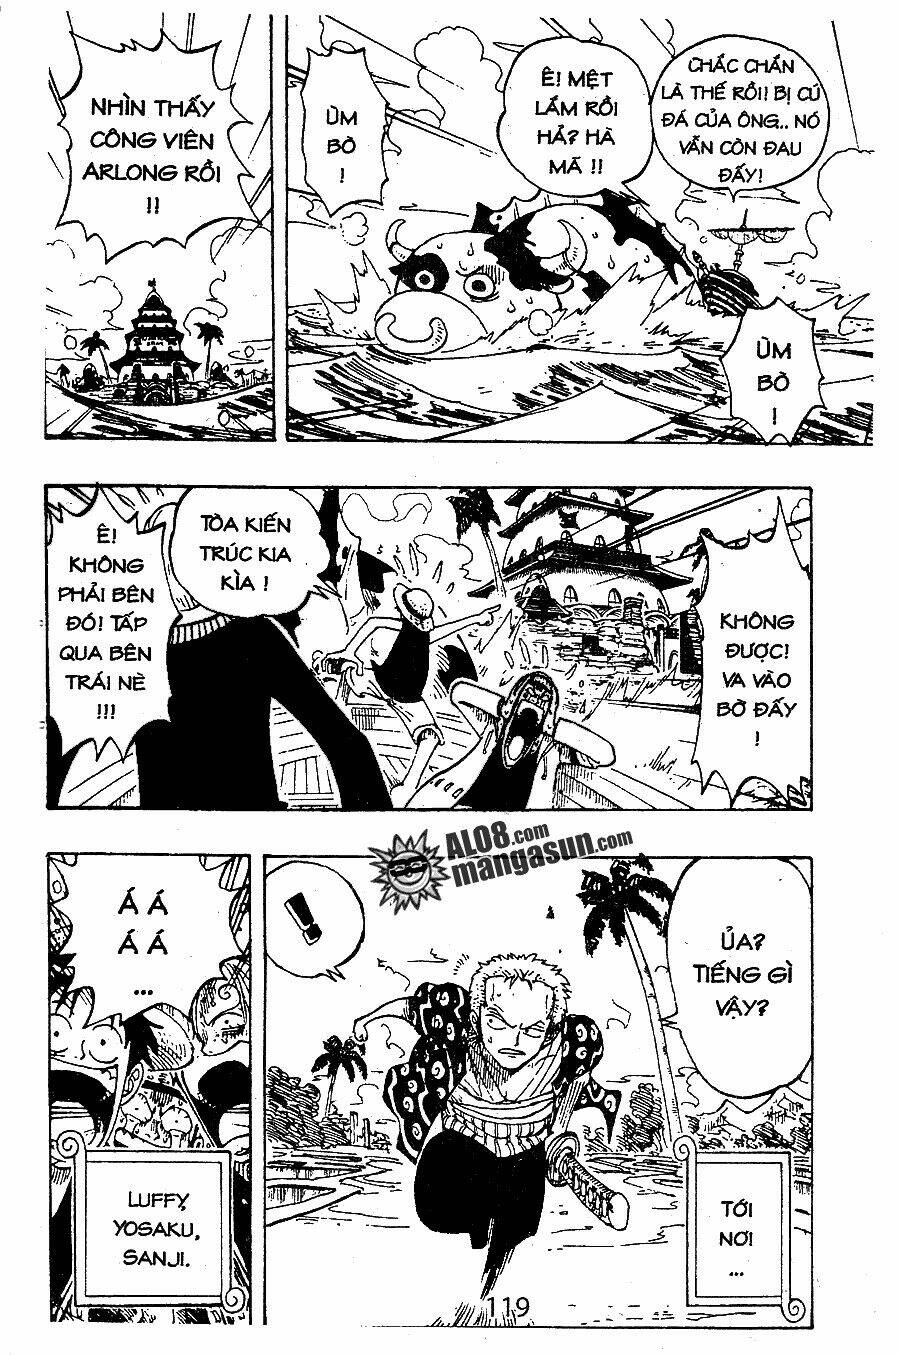 CHẮC CHẮN
LÀ THẾ RỒI! BỊ CÚ
ĐÁ CỦA ÔNG.. NÓ
VẪN CÒN ĐAU
ĐẤY!
Ê! MỆT
LẮM RỒI
HẢ? HÀ
MÃ !!
ÙM
BÒ
!
ÙM
BÒ
!
NHÌN THẤY
CÔNG VIÊN
ARLONG RỒI
!!
KHÔNG
ĐƯỢC!
VA VÀO
BỜ ĐẤY
!
TÒA KIẾN
TRÚC KIA
KÌA !
Ê!
KHÔNG
PHẢI BÊN
ĐÓ! TẤP
QUA BÊN
TRÁI NÈ
!!!
AL08.com
mangasun.com
ỦA?
TIẾNG GÌ
VẬY?
!
TỚI
NƠI
...
Á Á
Á Á
...
LUFFY,
YOSAKU,
SANJI.
119